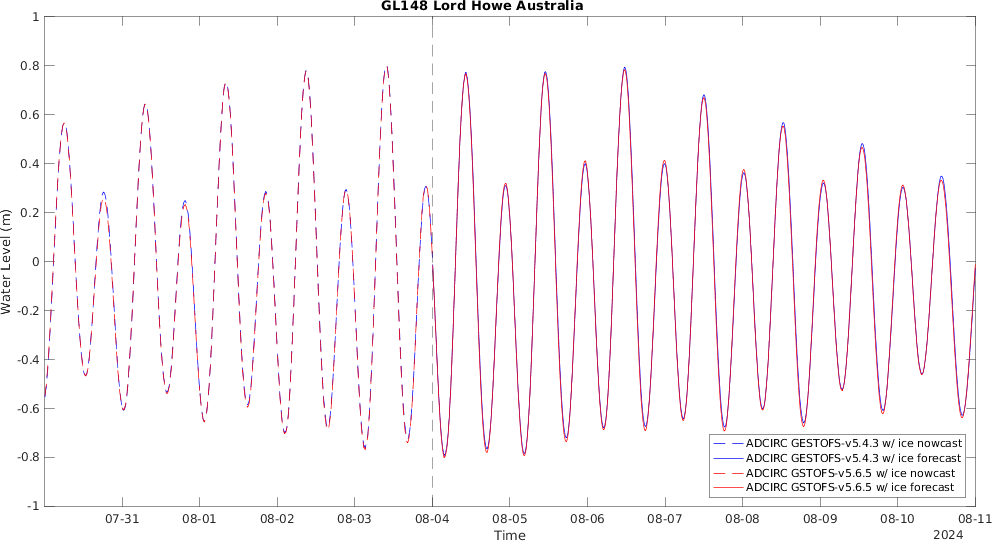 GL148 Lord Howe Australia
1
0.8
0.6
0.4
0.2
0
-0.2
-0.4
-0.6
-0.8
-1
Water Level (m)
ADCIRC GESTOFS-v5.4.3 w/ ice nowcast
ADCIRC GESTOFS-v5.4.3 w/ ice forecast
ADCIRC GSTOFS-v5.6.5 w/ ice nowcast
ADCIRC GSTOFS-v5.6.5 w/ ice forecast
07-31 08-01 08-02 08-03 08-04 08-05 08-06 08-07 08-08 08-09 08-10 08-11
Time
2024